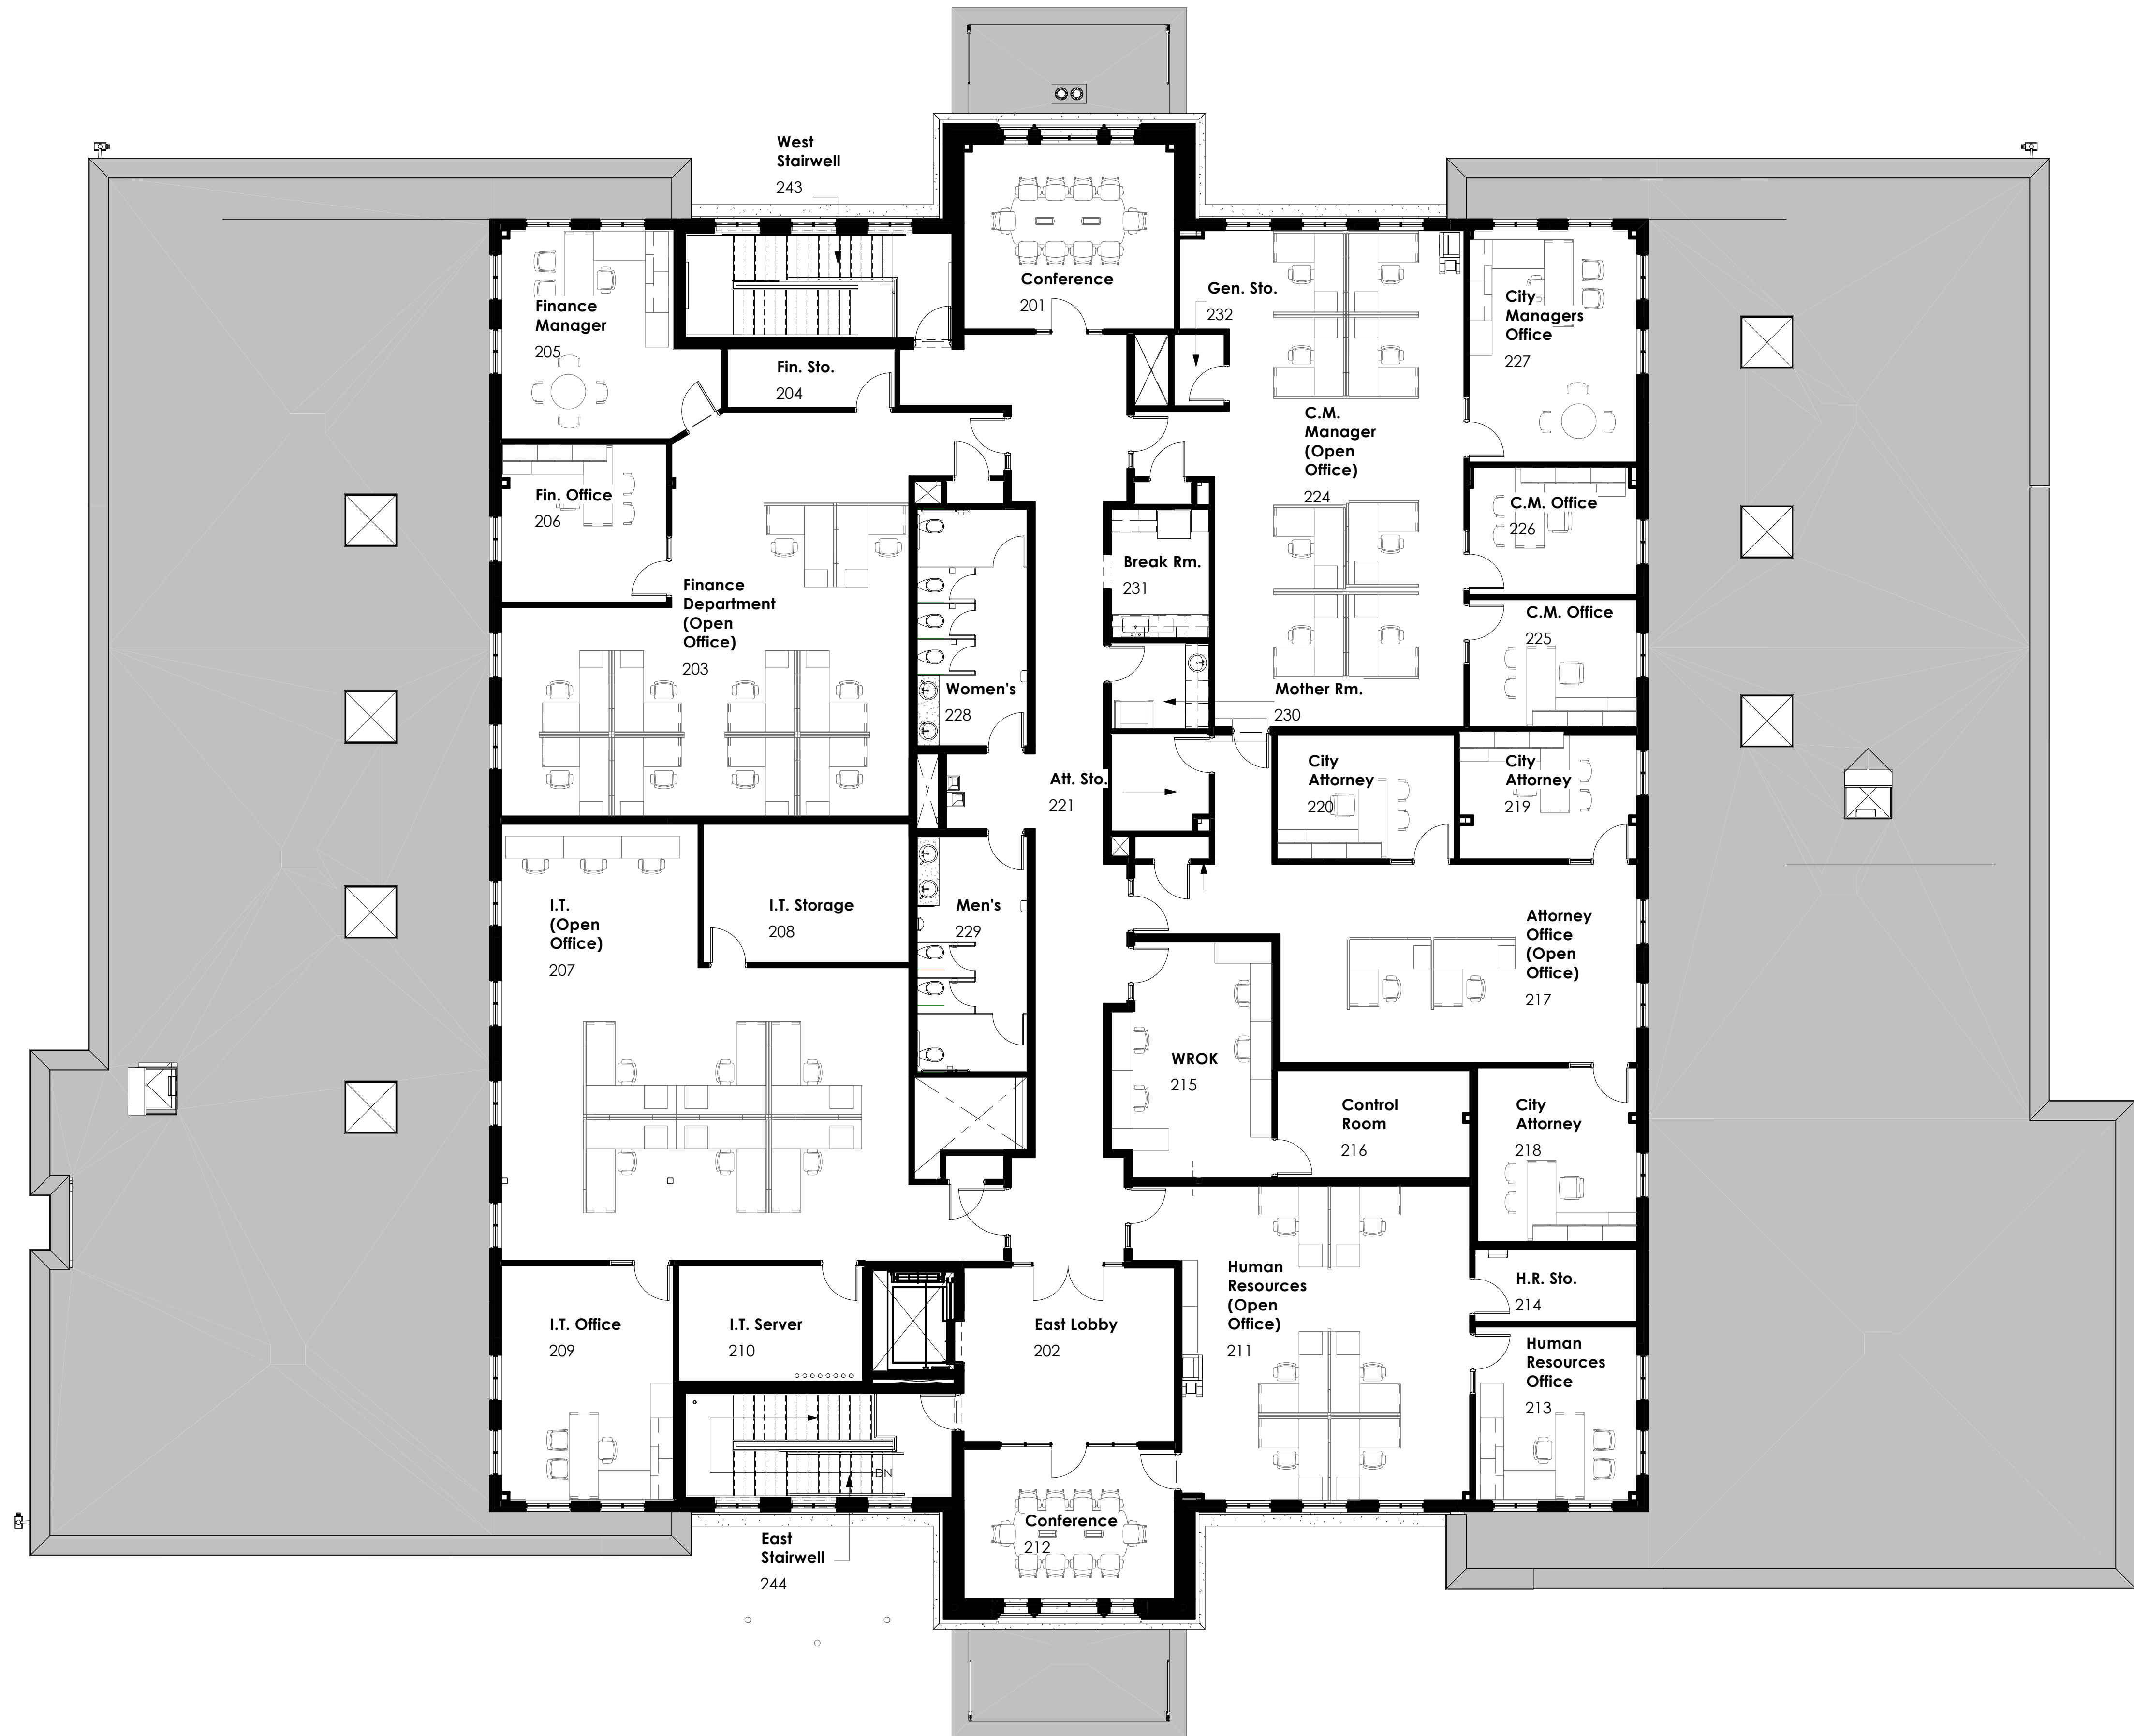 West
Stairwell
243
Conference
201
Gen. Sto.
232
Finance
Manager
205
City
Managers
Office
227
Fin. Sto.
204
C.M.
Manager
(Open
Office)
224
Fin. Office
206
C.M. Office
226
Break Rm.
231
Finance
Department
(Open
Office)
203
C.M. Office
225
Women's
228
Mother Rm.
230
Att. Sto.
221
City
Attorney
220
City
Attorney
219
I.T.
(Open
Office)
207
I.T. Storage
208
Men's
229
Attorney
Office
(Open
Office)
217
WROK
215
Control
Room
216
City
Attorney
218
Human
Resources
(Open
Office)
211
H.R. Sto.
214
I.T. Office
209
I.T. Server
210
East Lobby
202
Human
Resources
Office
213
DN
Conference
212
East
Stairwell
244